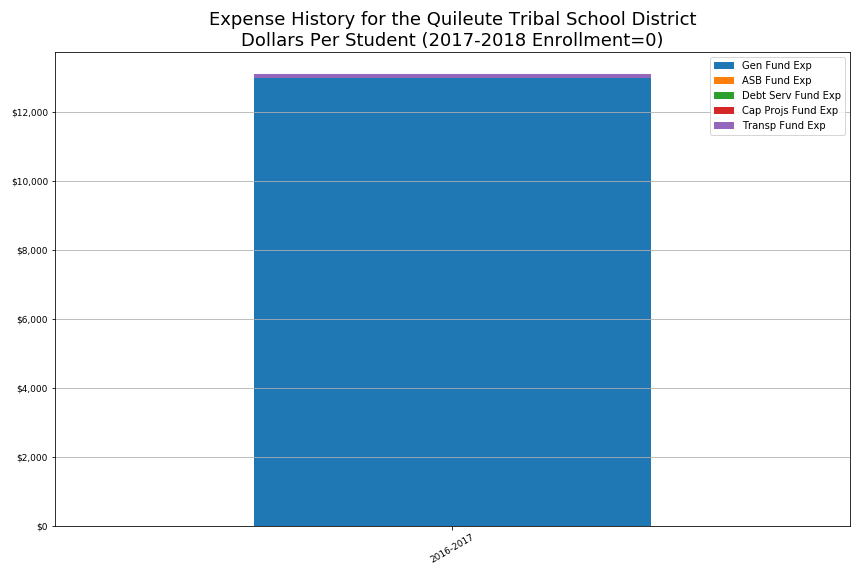 Expense History for the Quileute Tribal School District
Dollars Per Student (2017-2018 Enrollment=0)
Gen Fund Exp
ASB Fund Exp
Debt Serv Fund Exp
Cap Projs Fund Exp
Transp Fund Exp
$12,000
$10,000
$8,000
$6,000
$4,000
$2,000
$0
2016-2017